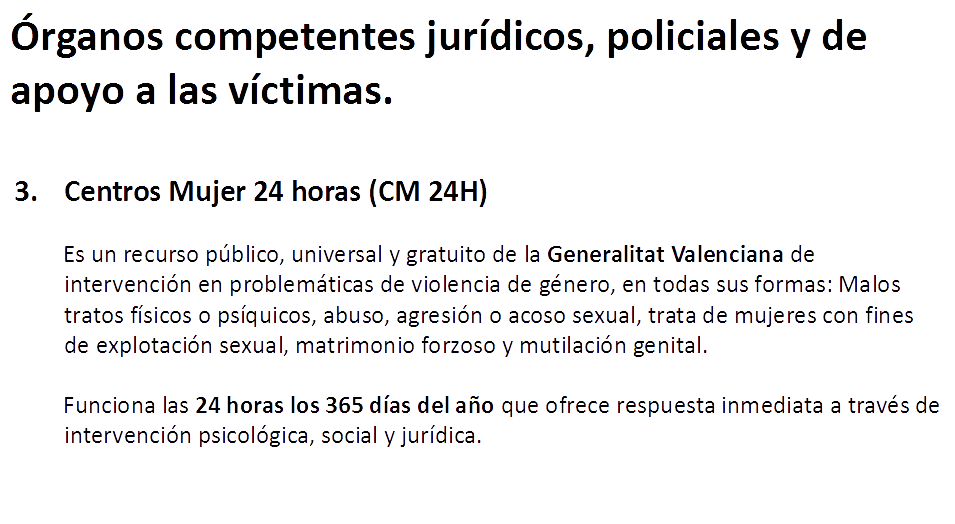 Órganos competentes jurídicos, policiales y de
apoyo a las víctimas.
3. Centros Mujer 24 horas (CM 24H)
Es un recurso público, universal y gratuito de la Generalitat Valenciana de
intervención en problemáticas de violencia de género, en todas sus formas: Malos
tratos físicos o psíquicos, abuso, agresión o acoso sexual, trata de mujeres con fines
de explotación sexual, matrimonio forzoso y mutilación genital.
Funciona las 24 horas los 365 días del año que ofrece respuesta inmediata a través de
intervención psicológica, social y jurídica.